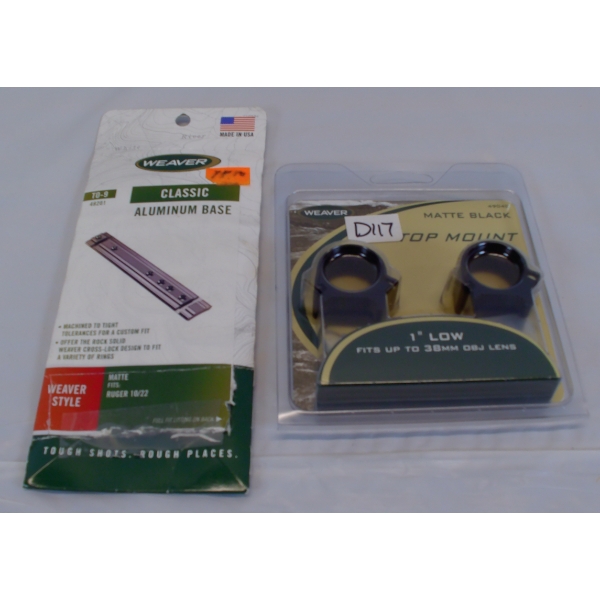 MADE IN USA
WEAVER
TO-9
48261
CLASSIC
ALUMINUM BASE
• MACHINED TO TIGHT
TOLERANCES FOR A CUSTOM FIT
• OFFER THE ROCK SOLID
WEAVER CROSS-LOCK DESIGN TO FIT
A VARIETY OF RINGS
WEAVER
STYLE
MATTE
FITS:
RUGER 10/22
TOUGH SHOTS. ROUGH PLACES.
WEAVER
MATTE BLACK
D117
TOP MOUNT
1" LOW
FITS UP TO 38MM OBJ LENS